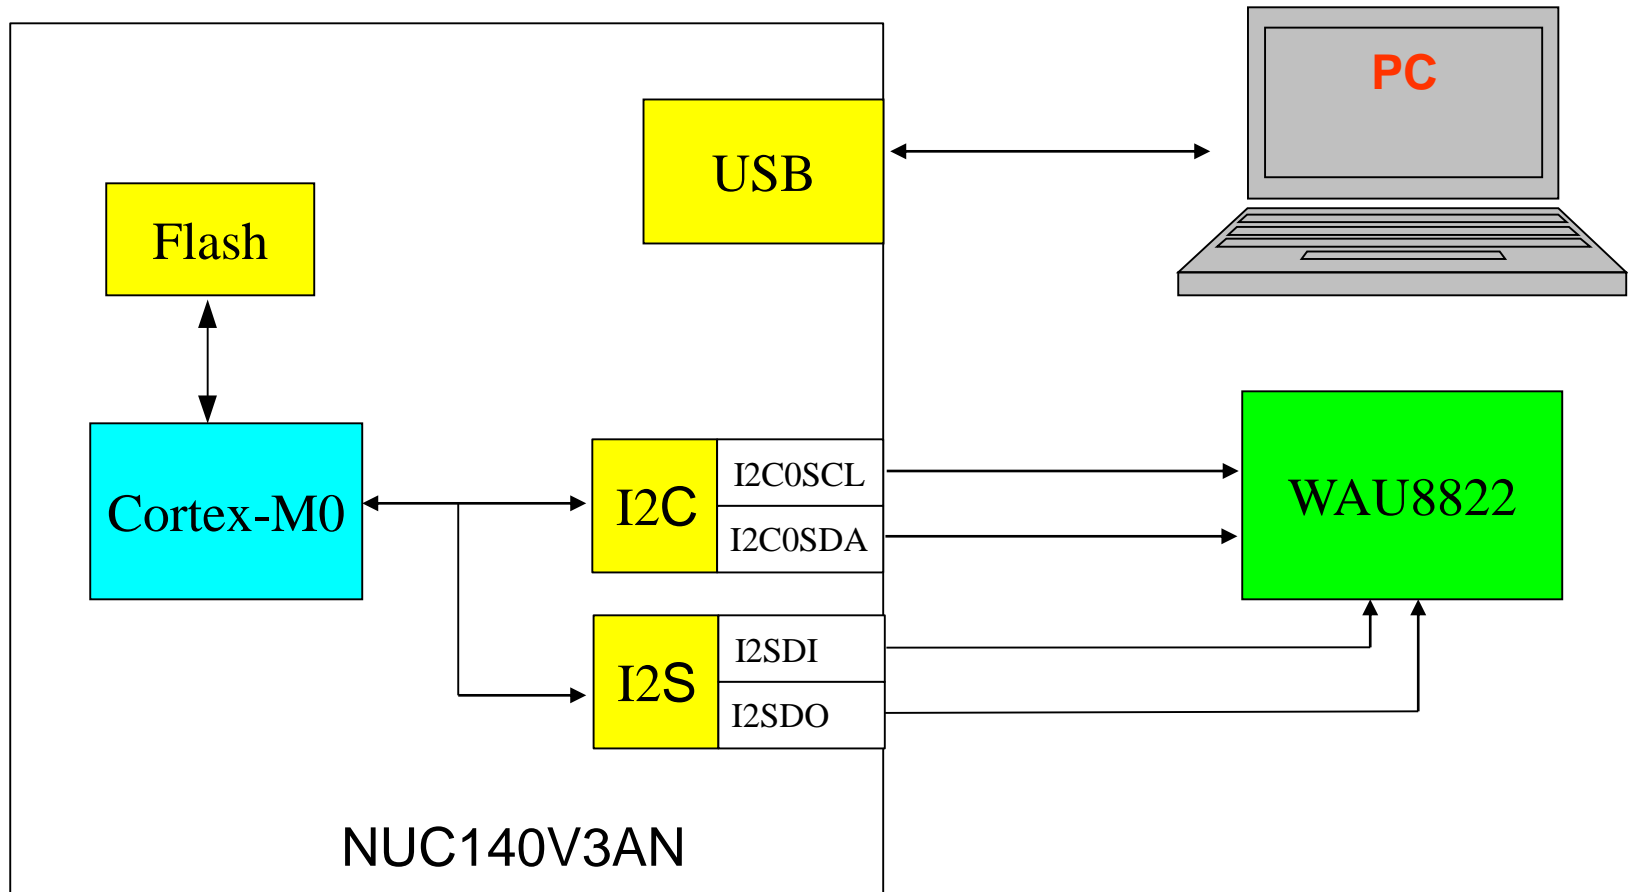 PC
USB
Flash
Cortex-M0
I2C
I2C0SCL
I2C0SDA
WAU8822
I2S
I2SDI
I2SDO
NUC140V3AN